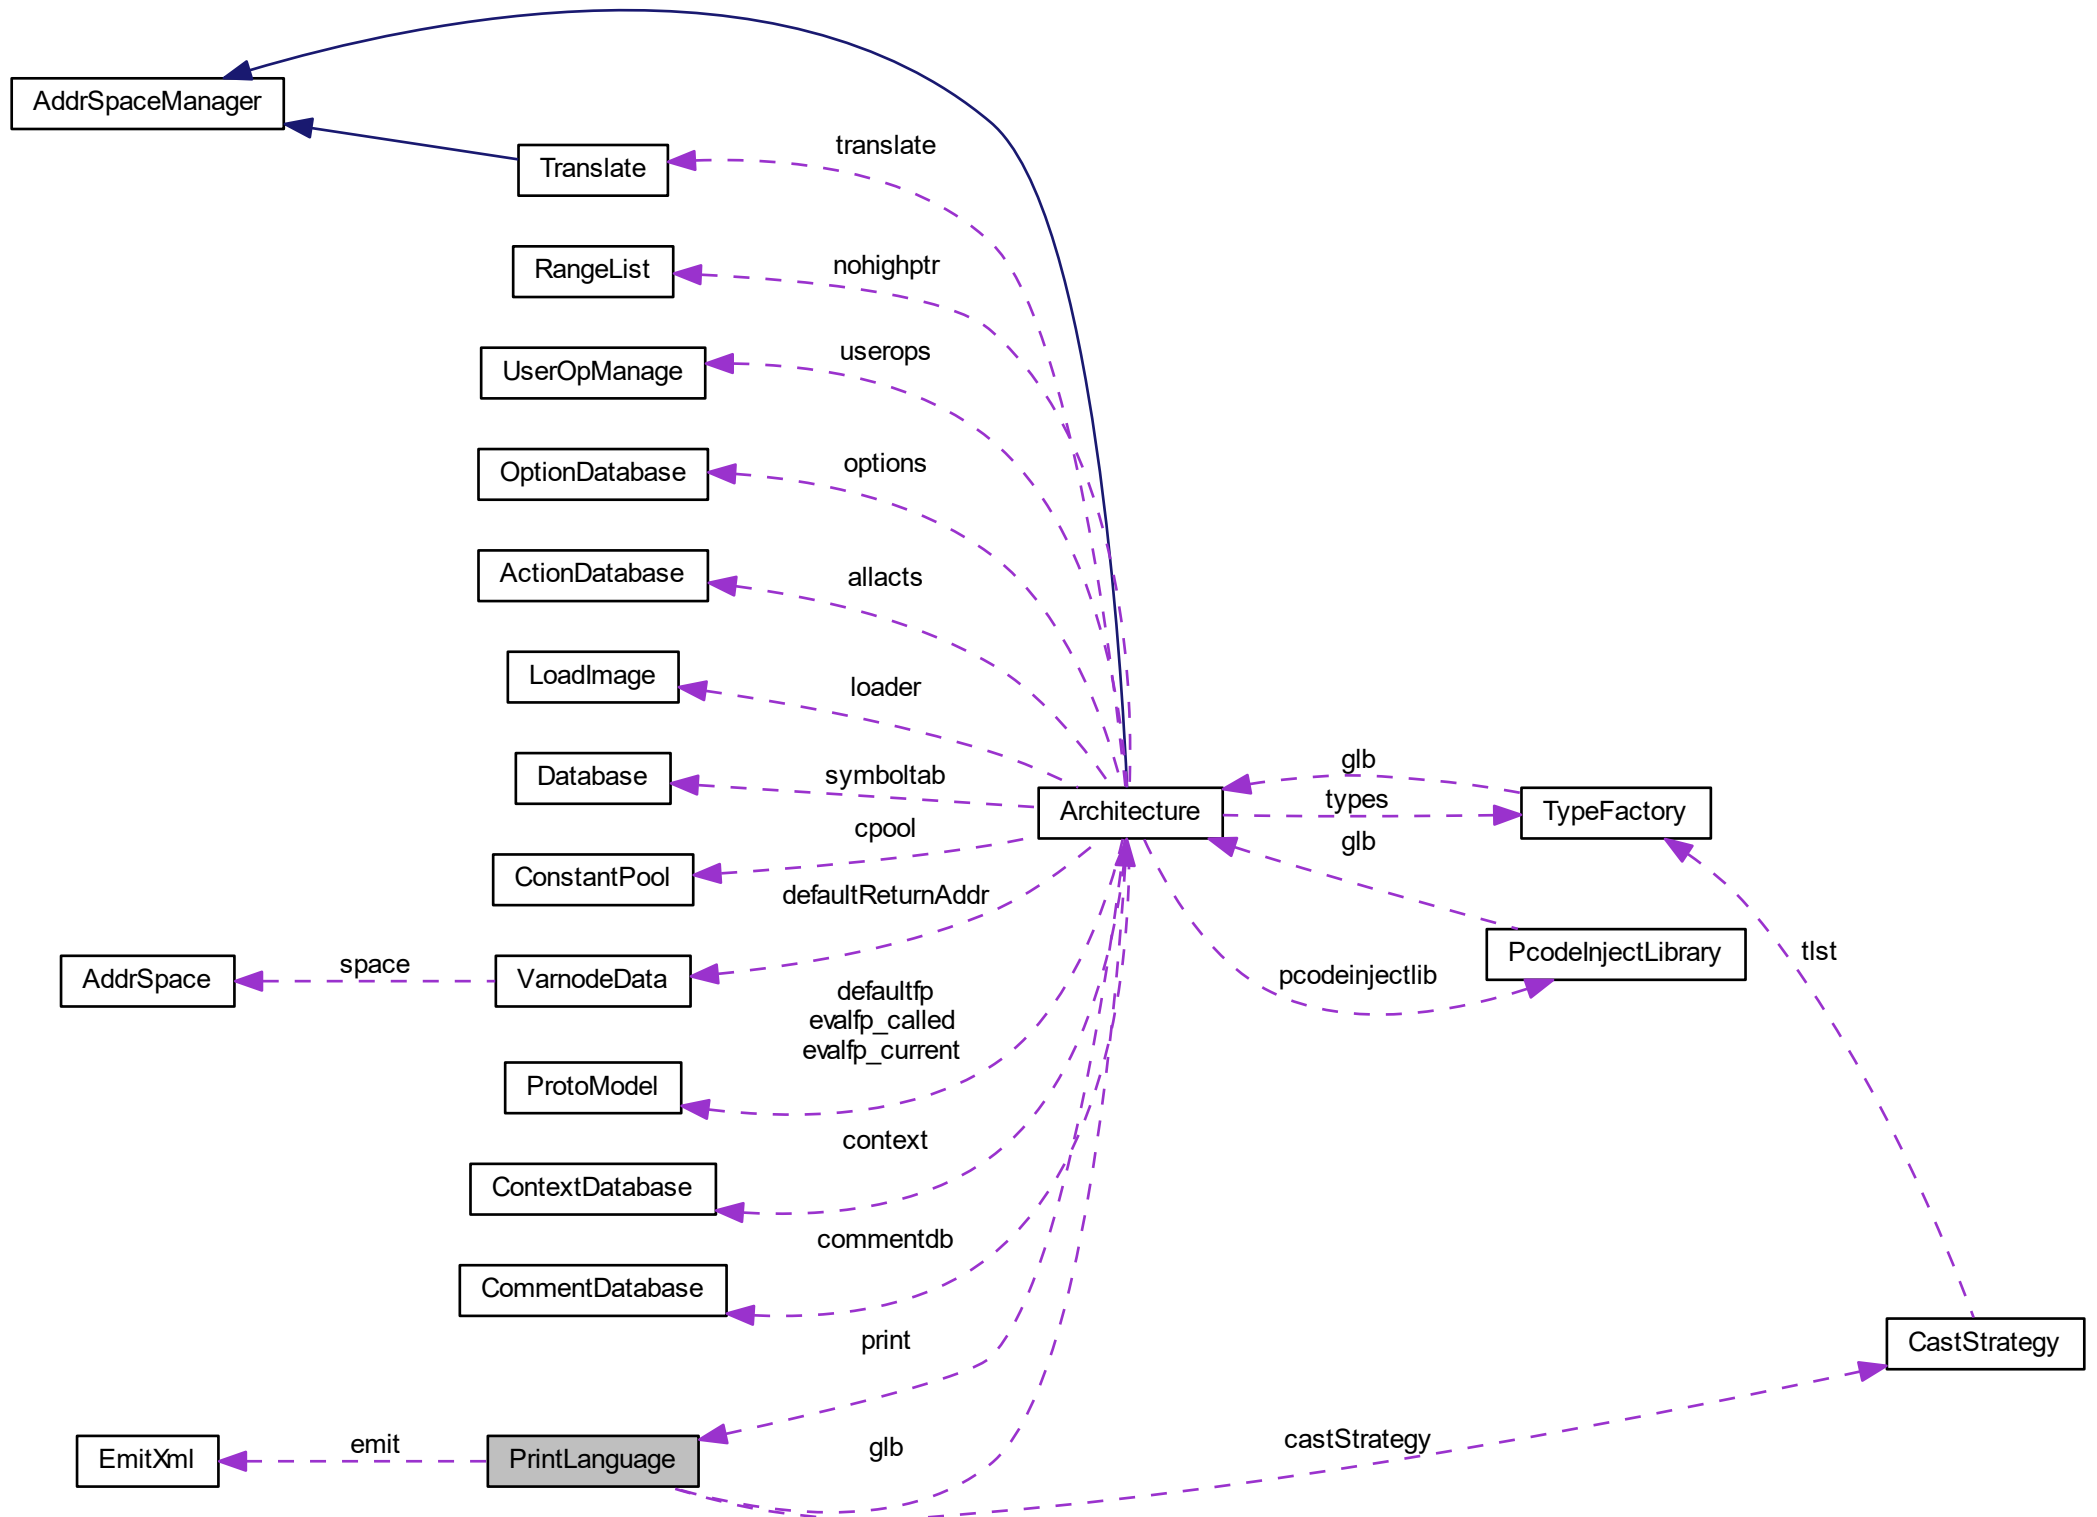 AddrSpaceManager
translate
Translate
nohighptr
RangeList
userops
UserOpManage
options
OptionDatabase
allacts
ActionDatabase
loader
LoadImage
symboltab
Database
glb
types
Architecture
TypeFactory
cpool
glb
ConstantPool
defaultReturnAddr
tlst
PcodeInjectLibrary
space
AddrSpace
VarnodeData
pcodeinjectlib
defaultfp
evalfp_called
evalfp_current
ProtoModel
context
ContextDatabase
commentdb
CommentDatabase
print
CastStrategy
emit
glb
castStrategy
EmitXml
PrintLanguage